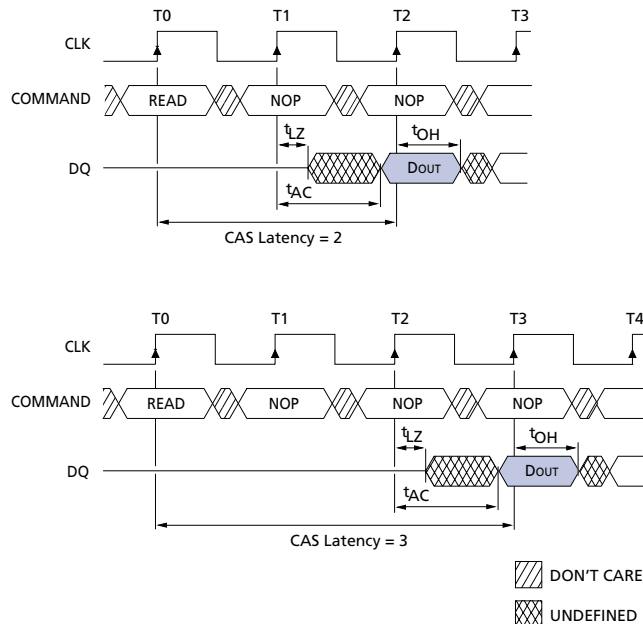 T0 T1 T2 T3
CLK
COMMAND READ NOP NOP
tLZ tOH
DQ DOUT
tAC
CAS Latency = 2
T0 T1 T2 T3 T4
CLK
COMMAND READ NOP NOP NOP
tLZ tOH
DQ DOUT
tAC
CAS Latency = 3
DON'T CARE
UNDEFINED